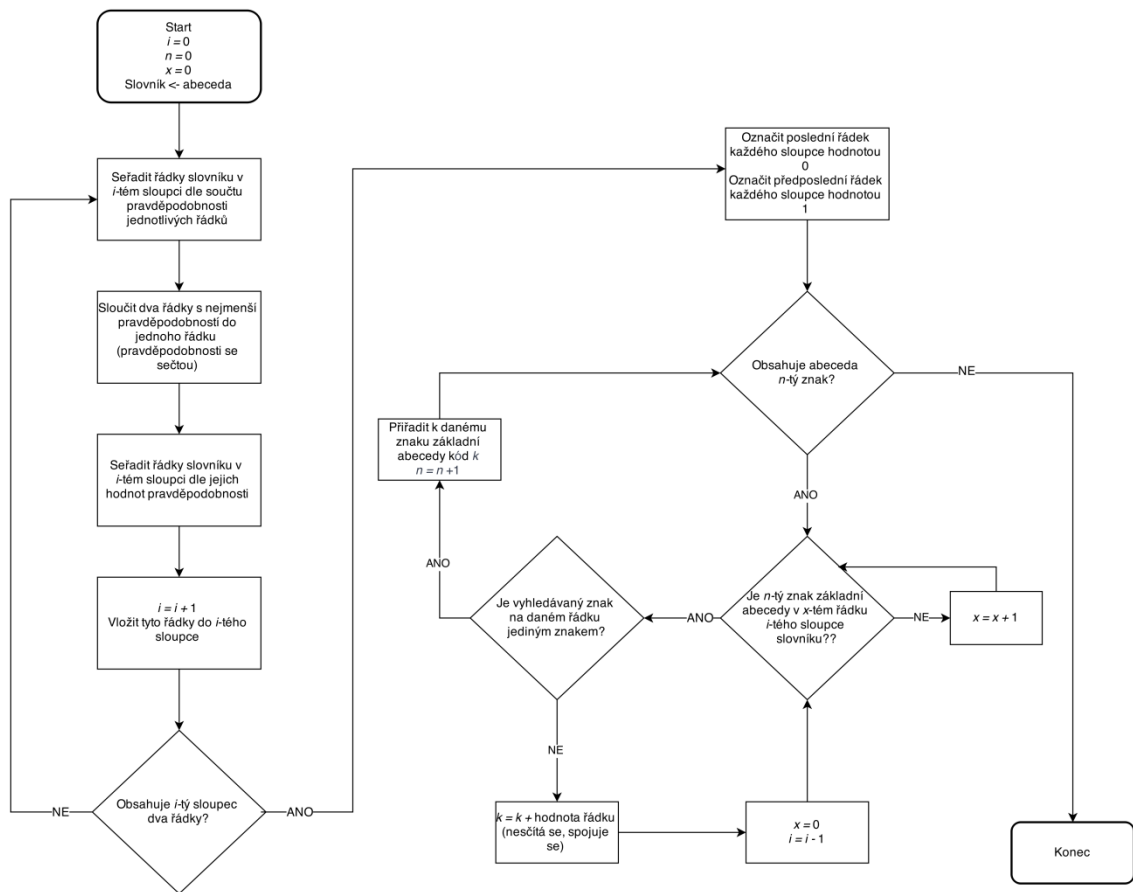 Start
i = 0
n = 0
x = 0
Slovník <- abeceda
Seřadit řádky slovníku v
i-tém sloupci dle součtu
pravděpodobnosti
jednotlivých řádků
Sloučit dva řádky s nejmenší
pravděpodobností do
jednoho řádku
(pravděpodobnosti se
sečtou)
Seřadit řádky slovníku v
i-tém sloupci dle jejich
hodnot pravděpodobnosti
i = i + 1
Vložit tyto řádky do i-tého
sloupce
Obsahuje i-tý sloupec
dva řádky?
NE
ANO
Označit poslední řádek
každého sloupce hodnotou
0
Označit předposlední řádek
každého sloupce hodnotou
1
Obsahuje abeceda
n-tý znak?
NE
ANO
Přiřadit k danému
znaku základní
abecedy kód k
n = n +1
ANO
Je vyhledávaný znak
na daném řádku
jediným znakem?
ANO
Je n-tý znak základní
abecedy v x-tém řádku
i-tého sloupce
slovníku??
NE
x = x + 1
NE
k = k + hodnota řádku
(nesčítá se, spojuje
se)
x = 0
i = i - 1
Konec